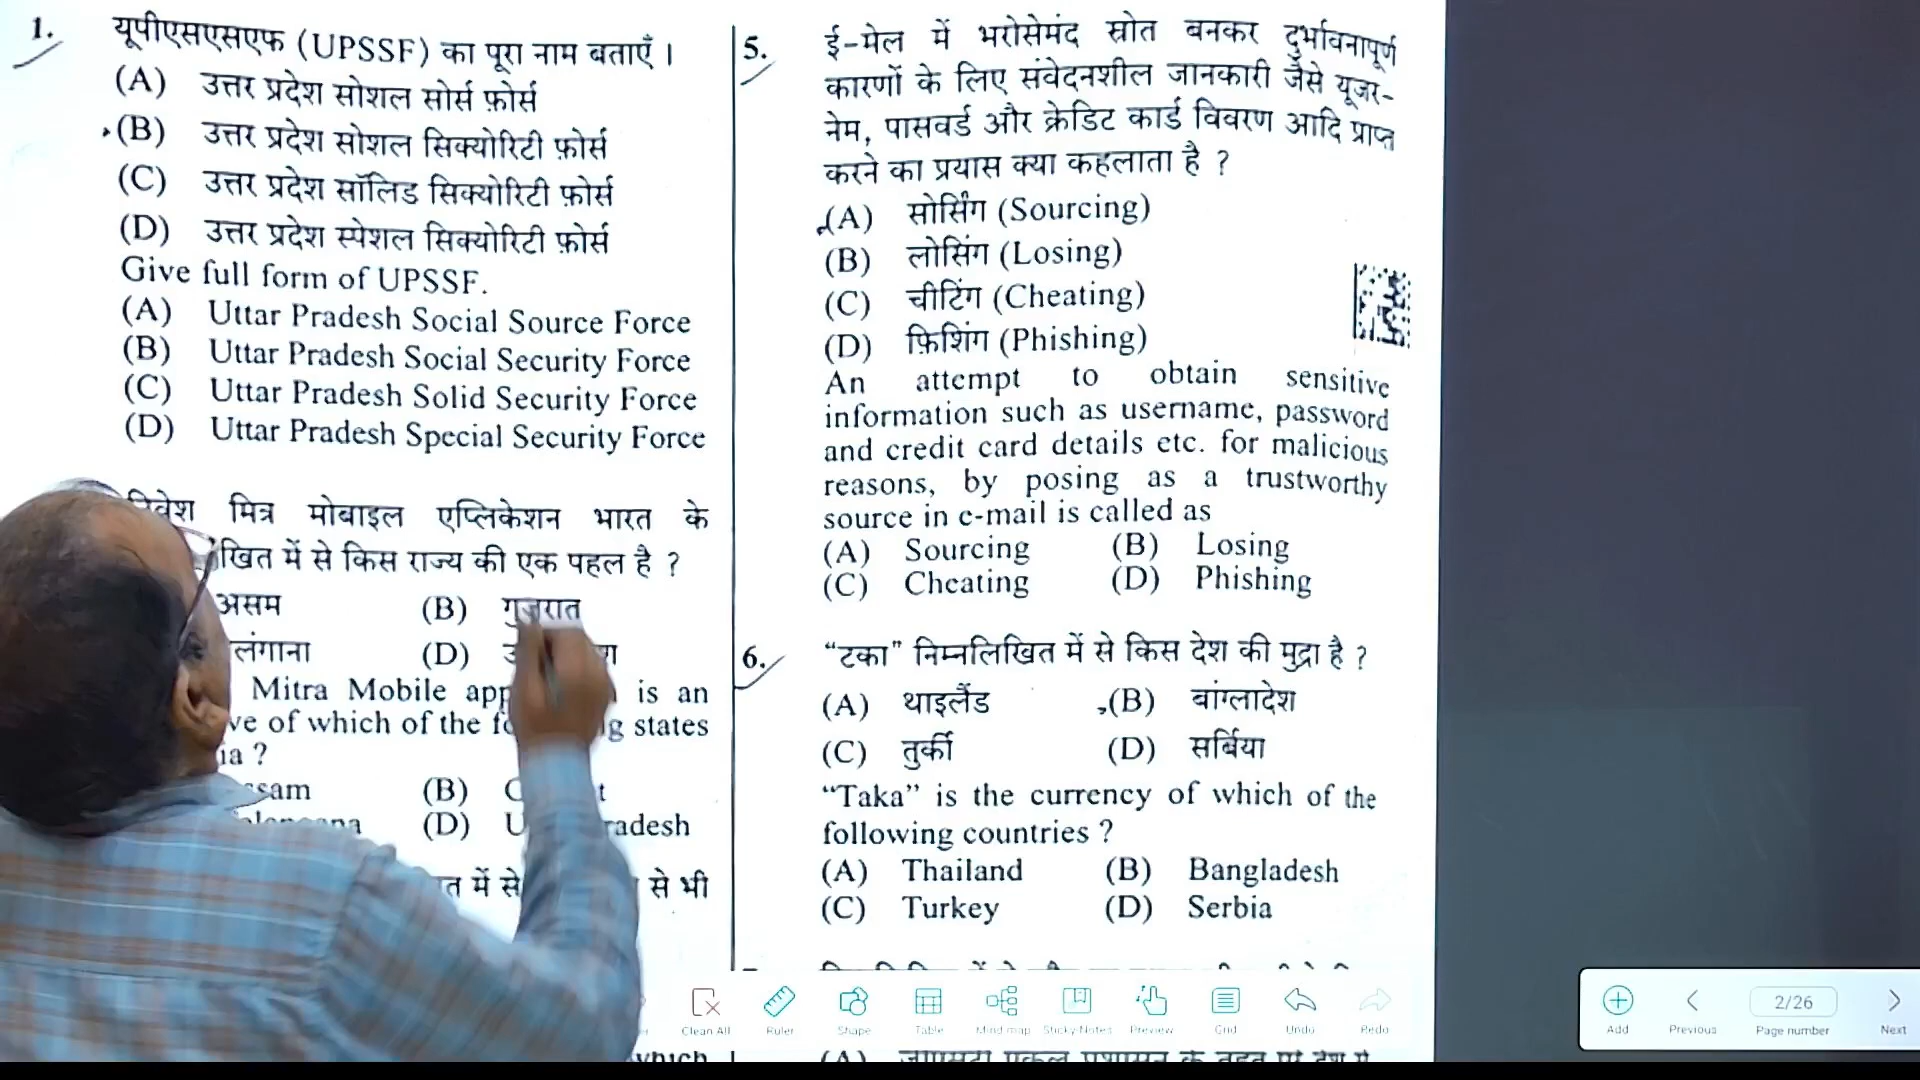 1. यूपीएसएसएफ (UPSSF) का पूरा नाम बताएँ ।
(A) उत्तर प्रदेश सोशल सोर्स फ़ोर्स
(B) उत्तर प्रदेश सोशल सिक्योरिटी फ़ोर्स
(C) उत्तर प्रदेश सॉलिड सिक्योरिटी फ़ोर्स
(D) उत्तर प्रदेश स्पेशल सिक्योरिटी फ़ोर्स
Give full form of UPSSF.
(A) Uttar Pradesh Social Source Force
(B) Uttar Pradesh Social Security Force
(C) Uttar Pradesh Solid Security Force
(D) Uttar Pradesh Special Security Force
मित्र मोबाइल एप्लिकेशन भारत के
में से किस राज्य की एक पहल है ?
असम (B) गुजरात
(D)
Mitra Mobile is an
of which of the states
(B)
(D)
में से से भी
5. ई-मेल में भरोसेमंद स्रोत बनकर दुर्भावनापूर्ण
कारणों के लिए संवेदनशील जानकारी जैसे यूजर-
नेम, पासवर्ड और क्रेडिट कार्ड विवरण आदि प्राप्त
करने का प्रयास क्या कहलाता है ?
(A) सोर्सिंग (Sourcing)
(B) लोसिंग (Losing)
(C) चीटिंग (Cheating)
(D) फ़िशिंग (Phishing)
An attempt to obtain sensitive
information such as username, password
and credit card details etc. for malicious
reasons, by posing as a trustworthy
source in e-mail is called as
(A) Sourcing (B) Losing
(C) Cheating (D) Phishing
6. “टका” निम्नलिखित में से किस देश की मुद्रा है ?
(A) थाइलैंड (B) बांग्लादेश
(C) तुर्की (D) सर्बिया
“Taka” is the currency of which of the
following countries ?
(A) Thailand (B) Bangladesh
(C) Turkey (D) Serbia
Clean All Ruler Shape Table Mind map Sticky Notes Preview Grid Undo Redo
Add Previous 2/26 Page number Next